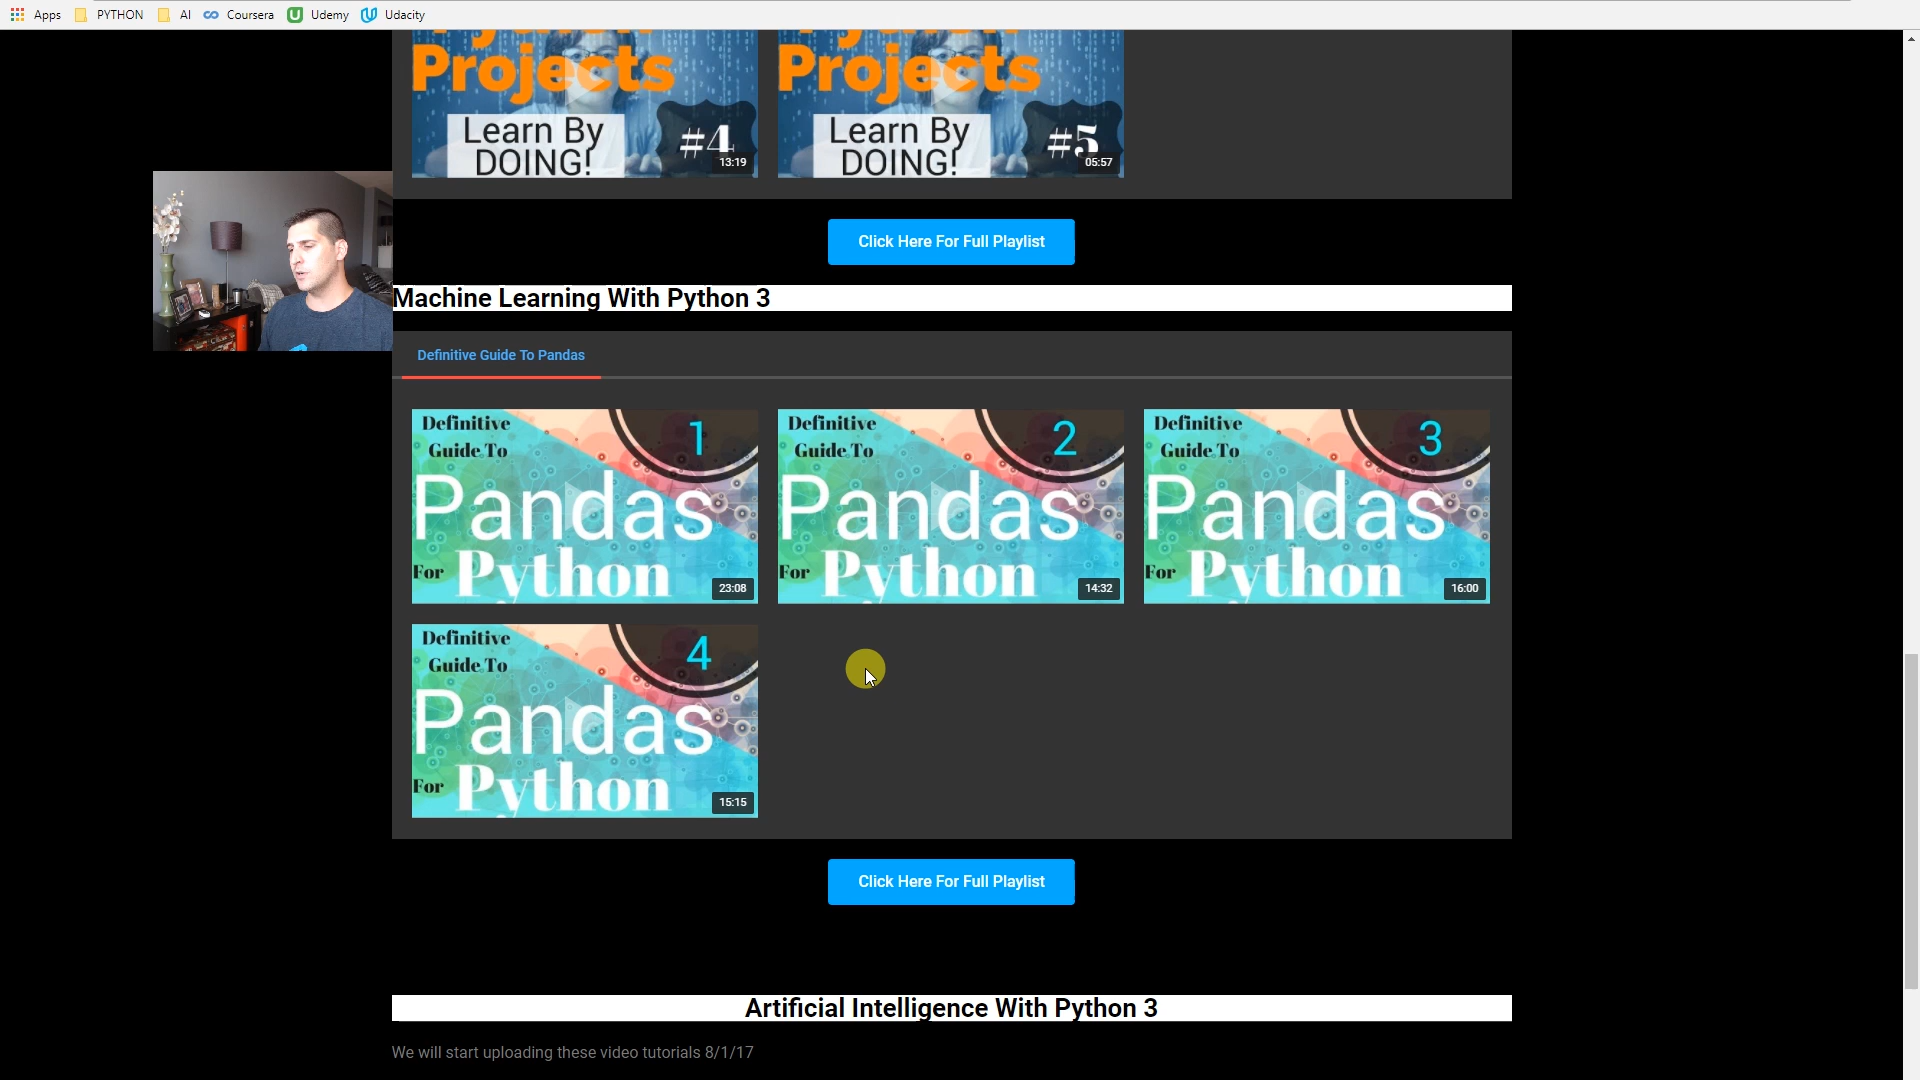 Apps PYTHON AI Coursera Udemy Udacity
Python Python
Projects Projects
Learn By Learn By
DOING! #4 DOING! #5
13:19 05:57
Click Here For Full Playlist
Machine Learning With Python 3
Definitive Guide To Pandas
Definitive 1 Definitive 2 Definitive 3
Guide To Guide To Guide To
Pandas Pandas Pandas
For Python For Python For Python
23:08 14:32 16:00
Definitive 4
Guide To
Pandas
For Python
15:15
Click Here For Full Playlist
Artificial Intelligence With Python 3
We will start uploading these video tutorials 8/1/17